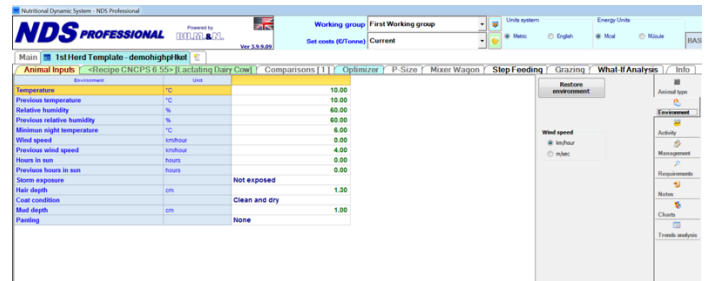 Nutritional Dynamic System - NDS Professional
NDS PROFESSIONAL
Powered by
RUM.&N.
Ver 3.9.9.09
Working group First Working group
Set costs (€/Tonne) Current
Units system
Metric English
Energy Units
Mcal MJoule
BAS
Main 1st Herd Template - demohighpHket
Animal Inputs <Recipe CNCPS 6.55> [Lactating Dairy Cow] Comparisons [1] Optimizer P-Size Mixer Wagon Step Feeding Grazing What-If Analysis Info
Environment Unit
Temperature °C 10.00
Previous temperature °C 10.00
Relative humidity % 60.00
Previous relative humidity % 60.00
Minimun night temperature °C 6.00
Wind speed km/hour 0.00
Previous wind speed km/hour 4.00
Hours in sun hours 0.00
Previuos hours in sun hours 0.00
Storm exposure Not exposed
Hair depth cm 1.30
Coat condition Clean and dry
Mud depth cm 1.00
Panting None
Restore environment
Wind speed
km/hour
m/sec
Animal type
Environment
Activity
Management
Requirements
Notes
Charts
Trends analysis